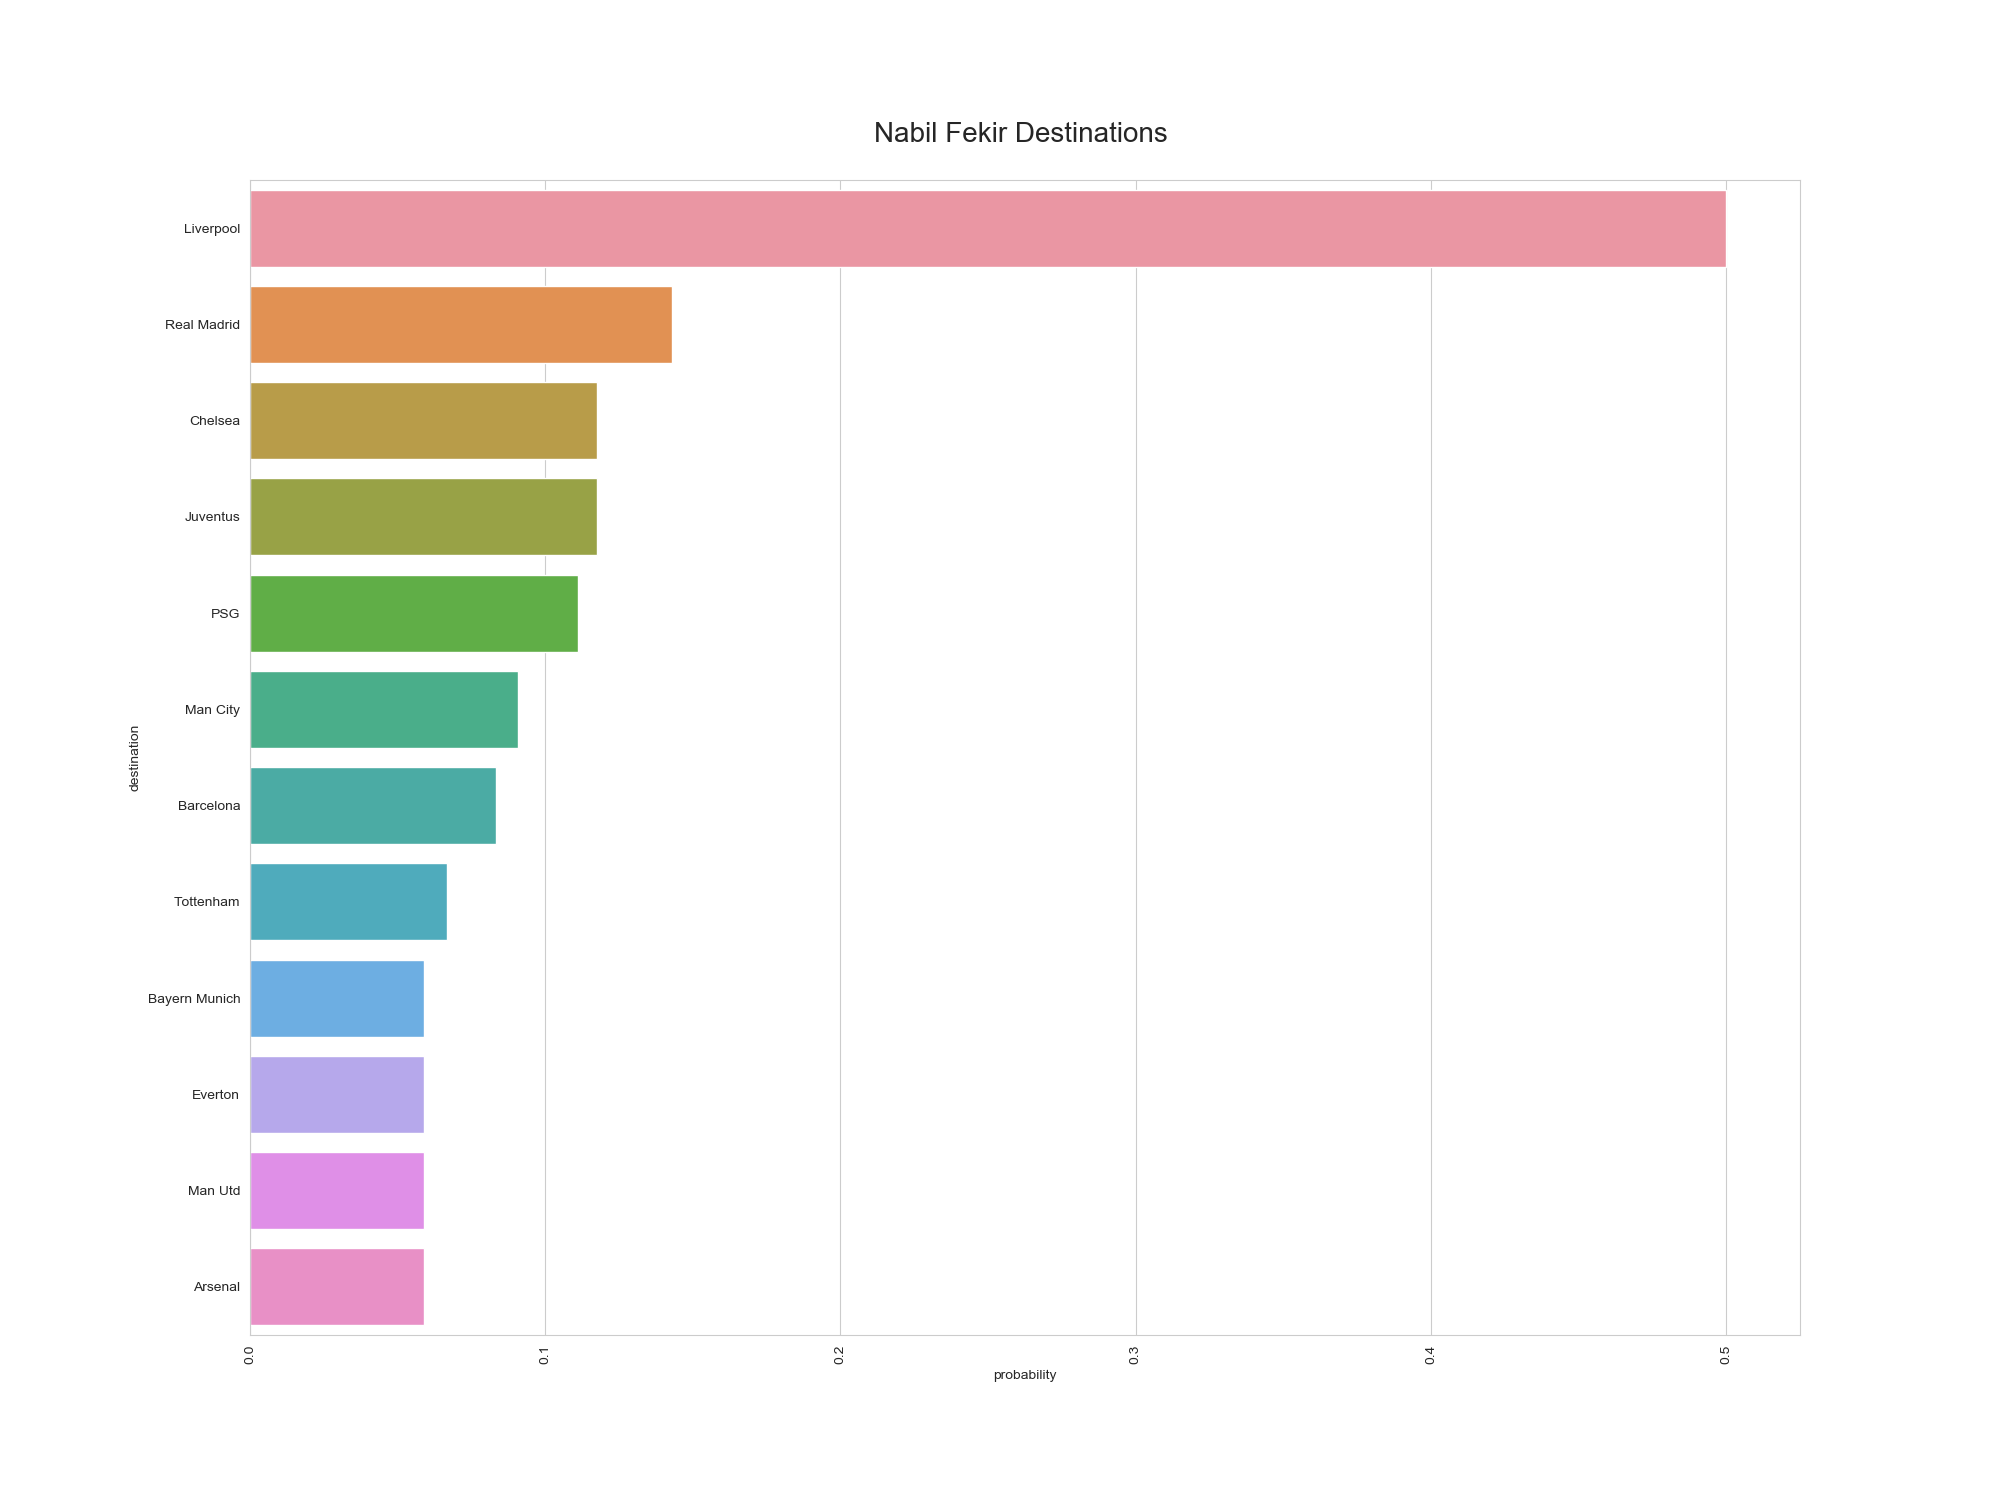 Nabil Fekir Destinations
Liverpool
Real Madrid
Chelsea
Juventus
PSG
Man City
Barcelona
Tottenham
Bayern Munich
Everton
Man Utd
Arsenal
destination
0.0
0.1
0.2
0.3
0.4
0.5
probability